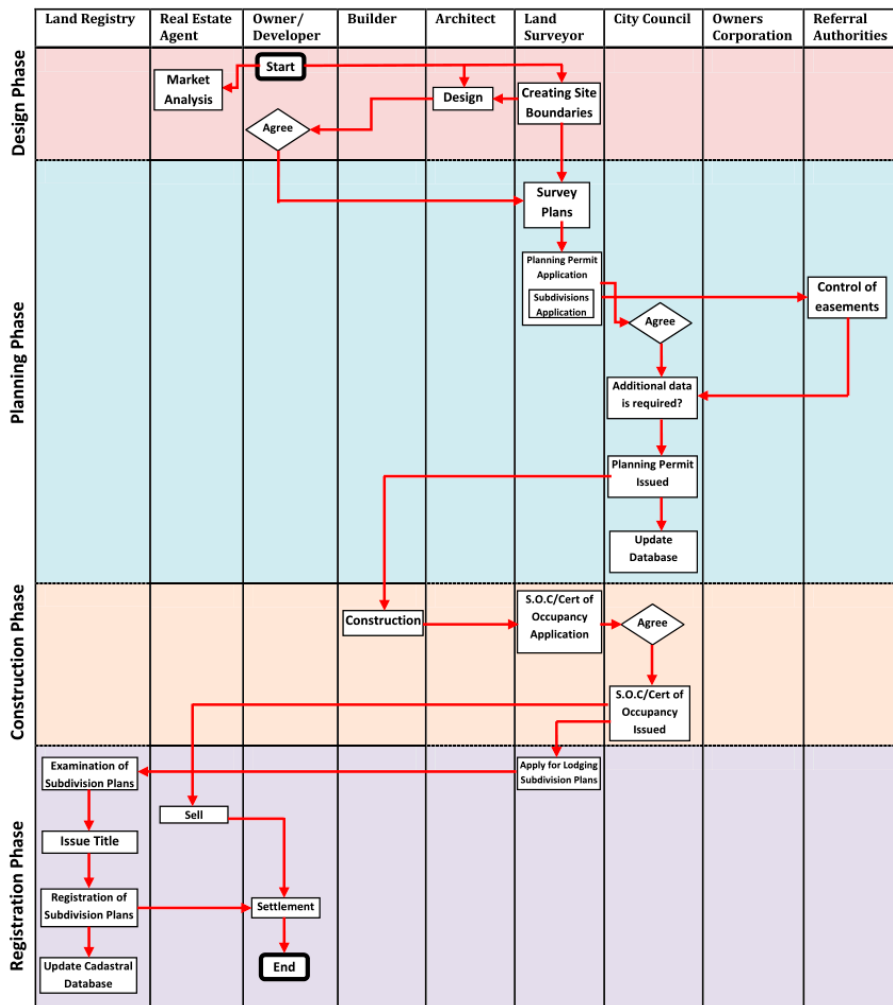 Land Registry
Real Estate
Agent
Owner/
Developer
Builder
Architect
Land
Surveyor
City Council
Owners
Corporation
Referral
Authorities
Design Phase
Start
Market
Analysis
Design
Creating Site
Boundaries
Agree
Planning Phase
Survey
Plans
Planning Permit
Application
Subdivisions
Application
Control of
easements
Agree
Additional data
is required?
Planning Permit
Issued
Update
Database
Construction Phase
Construction
S.O.C/Cert of
Occupancy
Application
Agree
S.O.C/Cert of
Occupancy
Issued
Registration Phase
Examination of
Subdivision Plans
Apply for Lodging
Subdivision Plans
Sell
Issue Title
Registration of
Subdivision Plans
Settlement
Update Cadastral
Database
End